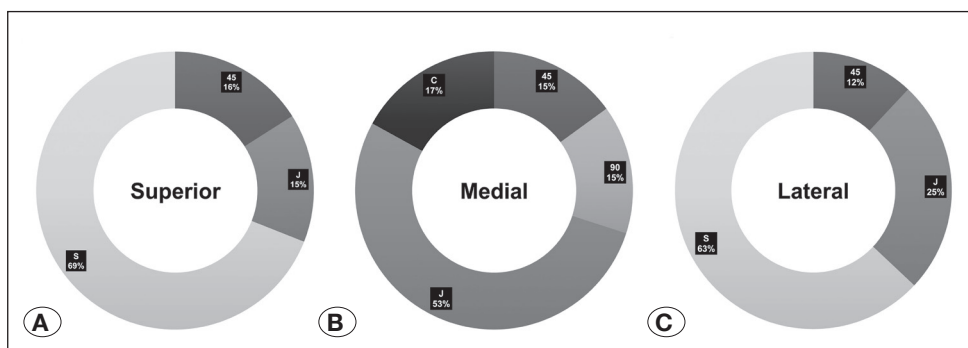 45
16%
J
15%
Superior
S
69%
A
C
17%
45
15%
90
15%
Medial
J
53%
B
45
12%
J
25%
Lateral
S
63%
C